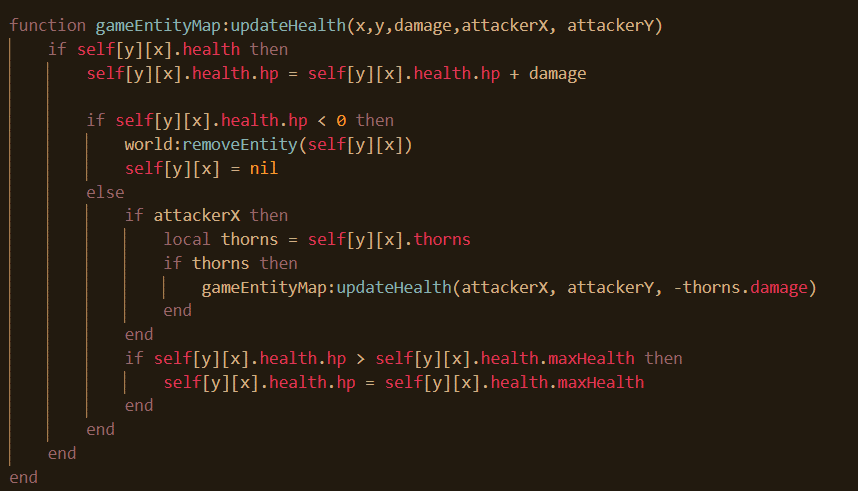 function gameEntityMap:updateHealth(x,y,damage,attackerX, attackerY)
    if self[y][x].health then
        self[y][x].health.hp = self[y][x].health.hp + damage

        if self[y][x].health.hp < 0 then
            world:removeEntity(self[y][x])
            self[y][x] = nil
        else
            if attackerX then
                local thorns = self[y][x].thorns
                if thorns then
                    gameEntityMap:updateHealth(attackerX, attackerY, -thorns.damage)
                end
            end
            if self[y][x].health.hp > self[y][x].health.maxHealth then
                self[y][x].health.hp = self[y][x].health.maxHealth
            end
        end
    end
end